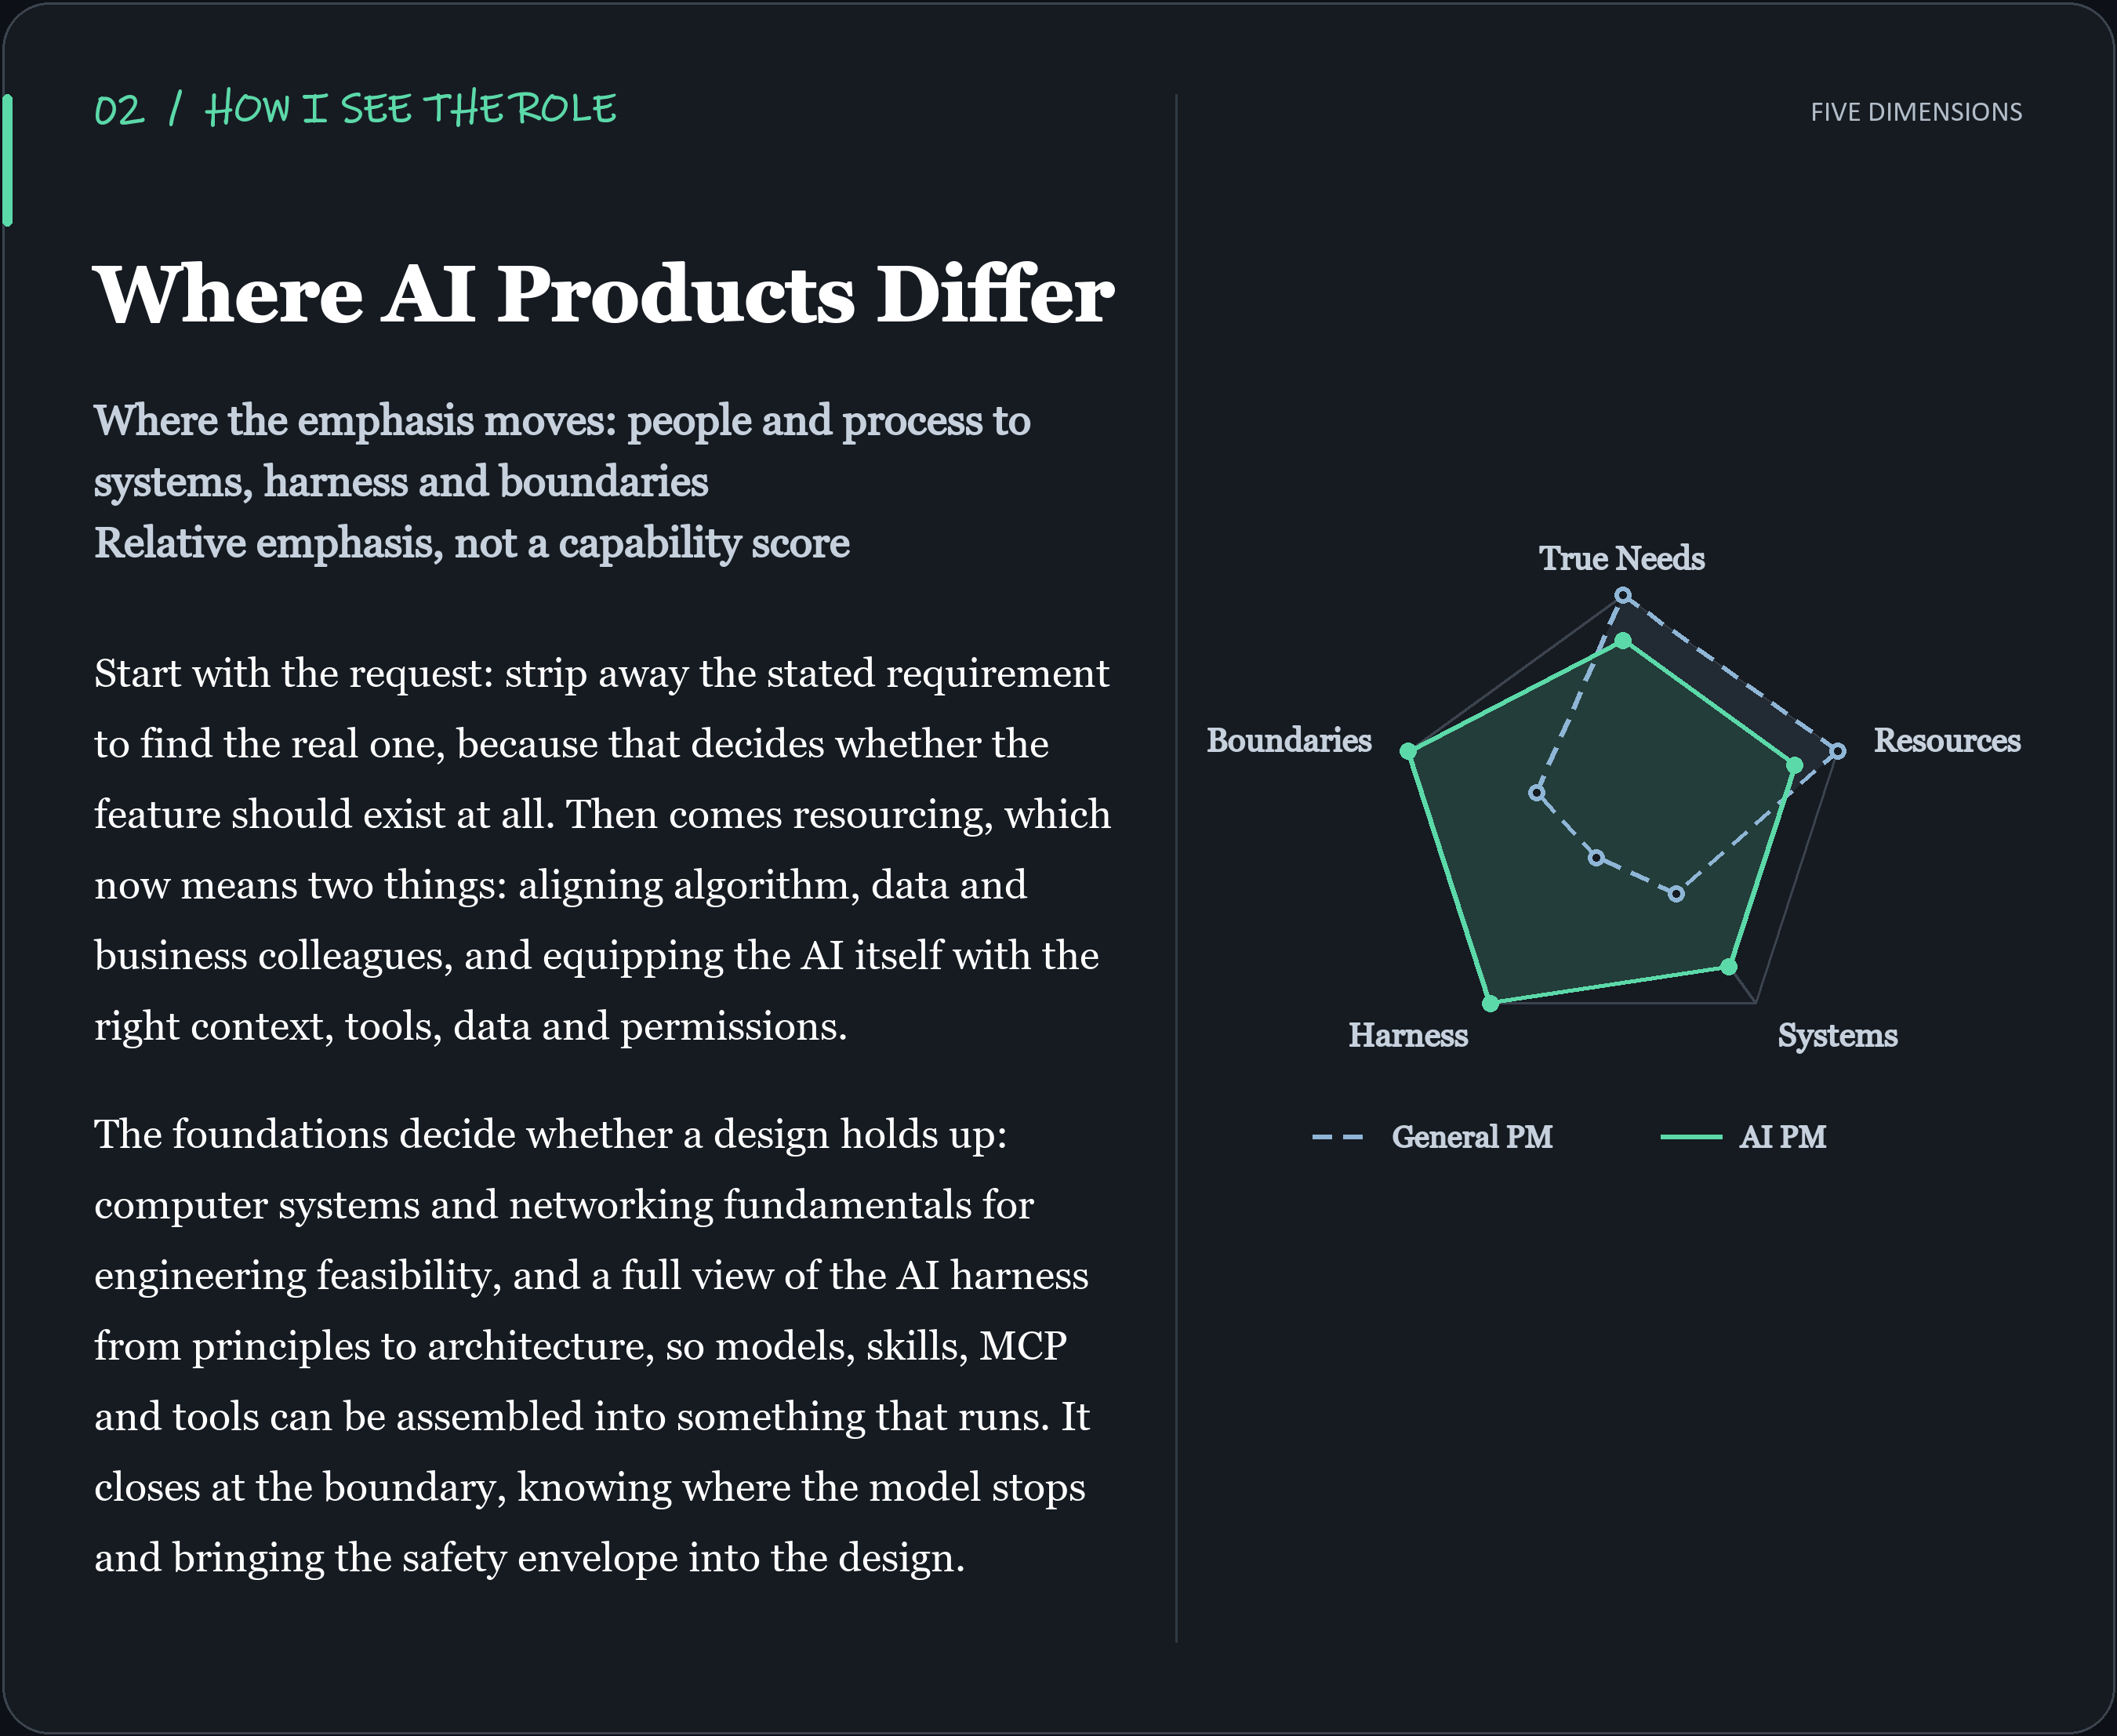 02 / HOW I SEE THE ROLE
FIVE DIMENSIONS
Where AI Products Differ
Where the emphasis moves: people and process to
systems, harness and boundaries
Relative emphasis, not a capability score
Start with the request: strip away the stated requirement
to find the real one, because that decides whether the
feature should exist at all. Then comes resourcing, which
now means two things: aligning algorithm, data and
business colleagues, and equipping the AI itself with the
right context, tools, data and permissions.
The foundations decide whether a design holds up:
computer systems and networking fundamentals for
engineering feasibility, and a full view of the AI harness
from principles to architecture, so models, skills, MCP
and tools can be assembled into something that runs. It
closes at the boundary, knowing where the model stops
and bringing the safety envelope into the design.
True Needs
Boundaries
Resources
Harness
Systems
General PM
AI PM